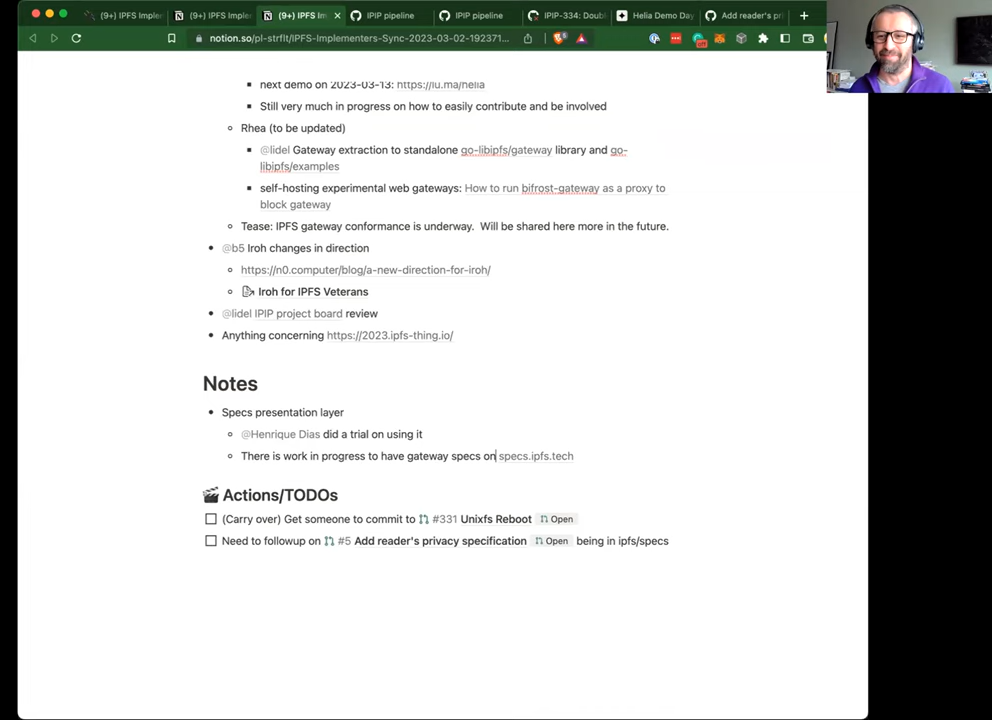 (9+) IPFS Implem
(9+) IPFS Implem
(9+) IPFS Im
IPIP pipeline
IPIP pipeline
IPIP-334: Doubl
Helia Demo Day
Add reader's pri
notion.so/pl-strflt/IPFS-Implementers-Sync-2023-03-02-192371...
next demo on 2023-03-13: https://lu.ma/helia
Still very much in progress on how to easily contribute and be involved
Rhea (to be updated)
@lidel Gateway extraction to standalone go-libipfs/gateway library and go-
libipfs/examples
self-hosting experimental web gateways: How to run bifrost-gateway as a proxy to
block gateway
Tease: IPFS gateway conformance is underway.  Will be shared here more in the future.
@b5 Iroh changes in direction
https://n0.computer/blog/a-new-direction-for-iroh/
Iroh for IPFS Veterans
@lidel IPIP project board review
Anything concerning https://2023.ipfs-thing.io/
Notes
Specs presentation layer
@Henrique Dias did a trial on using it
There is work in progress to have gateway specs on specs.ipfs.tech
Actions/TODOs
(Carry over) Get someone to commit to #331 Unixfs Reboot Open
Need to followup on #5 Add reader's privacy specification Open being in ipfs/specs